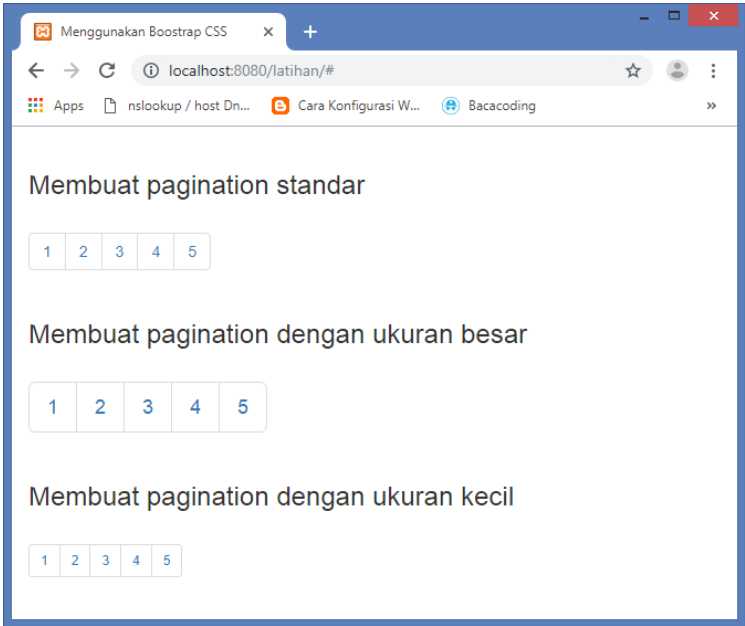 Menggunakan Boostrap CSS
localhost:8080/latihan/#
Apps nslookup / host Dn... Cara Konfigurasi W... Bacacoding »
Membuat pagination standar
1 2 3 4 5
Membuat pagination dengan ukuran besar
1 2 3 4 5
Membuat pagination dengan ukuran kecil
1 2 3 4 5